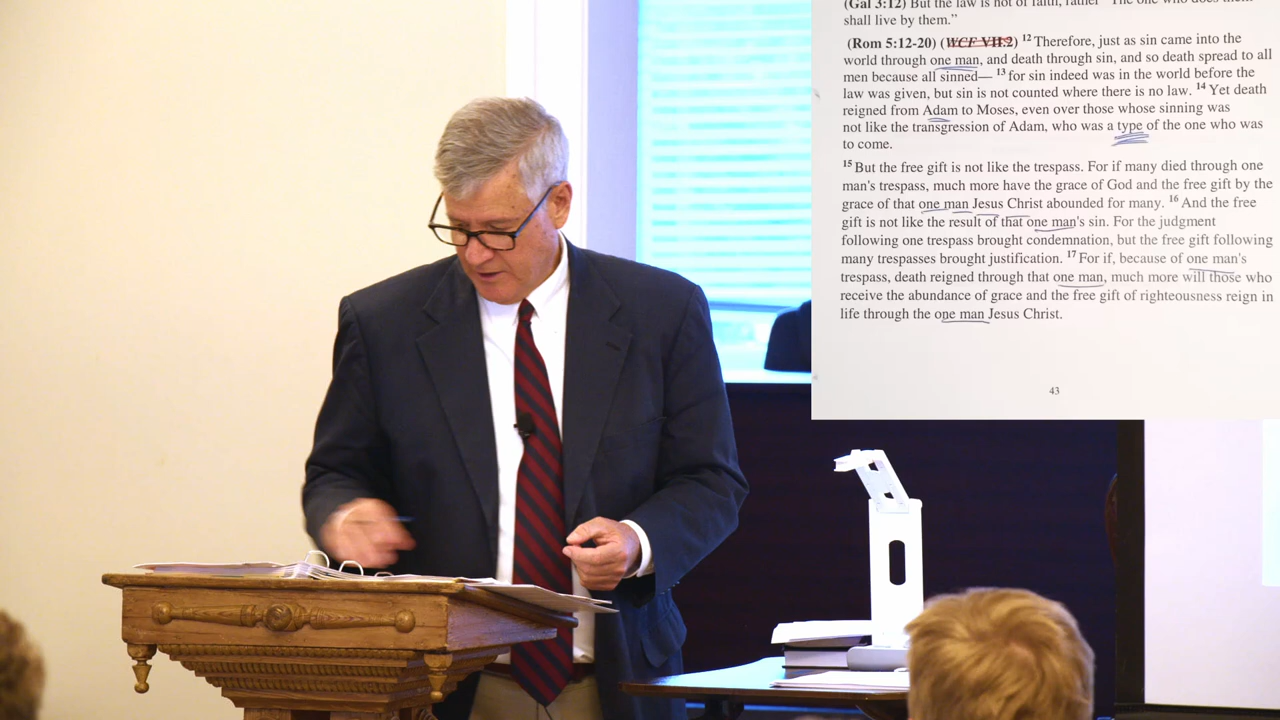 (Gal 3:12) But the law is not of faith, rather "The one who does them
shall live by them."
(Rom 5:12-20) (WCF VII:2) 12 Therefore, just as sin came into the
world through one man, and death through sin, and so death spread to all
men because all sinned— 13 for sin indeed was in the world before the
law was given, but sin is not counted where there is no law. 14 Yet death
reigned from Adam to Moses, even over those whose sinning was
not like the transgression of Adam, who was a type of the one who was
to come.
15 But the free gift is not like the trespass. For if many died through one
man's trespass, much more have the grace of God and the free gift by the
grace of that one man Jesus Christ abounded for many. 16 And the free
gift is not like the result of that one man's sin. For the judgment
following one trespass brought condemnation, but the free gift following
many trespasses brought justification. 17 For if, because of one man's
trespass, death reigned through that one man, much more will those who
receive the abundance of grace and the free gift of righteousness reign in
life through the one man Jesus Christ.
43